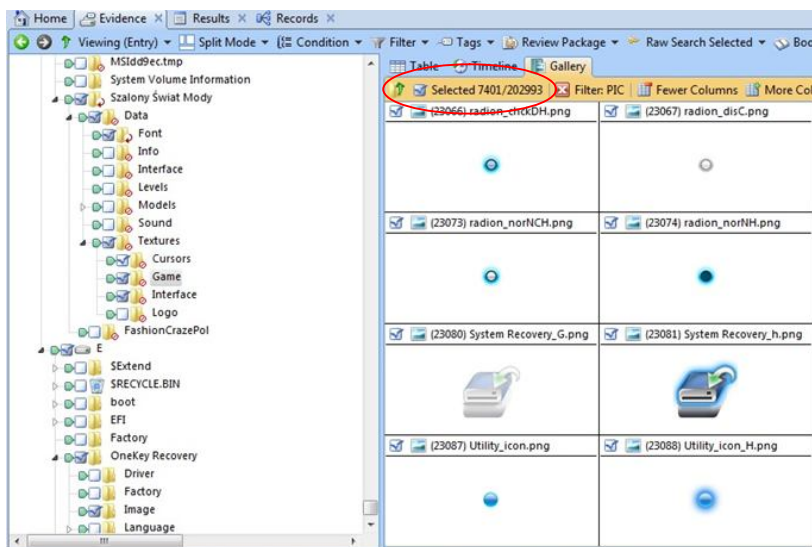 Home Evidence Results Records
Viewing (Entry) Split Mode Condition Filter Tags Review Package Raw Search Selected
MSIdd9ec.tmp
System Volume Information
Szalony Świat Mody
Data
Font
Info
Interface
Levels
Models
Sound
Textures
Cursors
Game
Interface
Logo
FashionCrazePol
E
$Extend
$RECYCLE.BIN
boot
EFI
Factory
OneKey Recovery
Driver
Factory
Image
Language
Table Timeline Gallery
Selected 7401/202993 Filter: PIC Fewer Columns More Col
(23066) radion_chckDH.png (23067) radion_disC.png
(23073) radion_norNCH.png (23074) radion_norNH.png
(23080) System Recovery_G.png (23081) System Recovery_h.png
(23087) Utility_icon.png (23088) Utility_icon_H.png